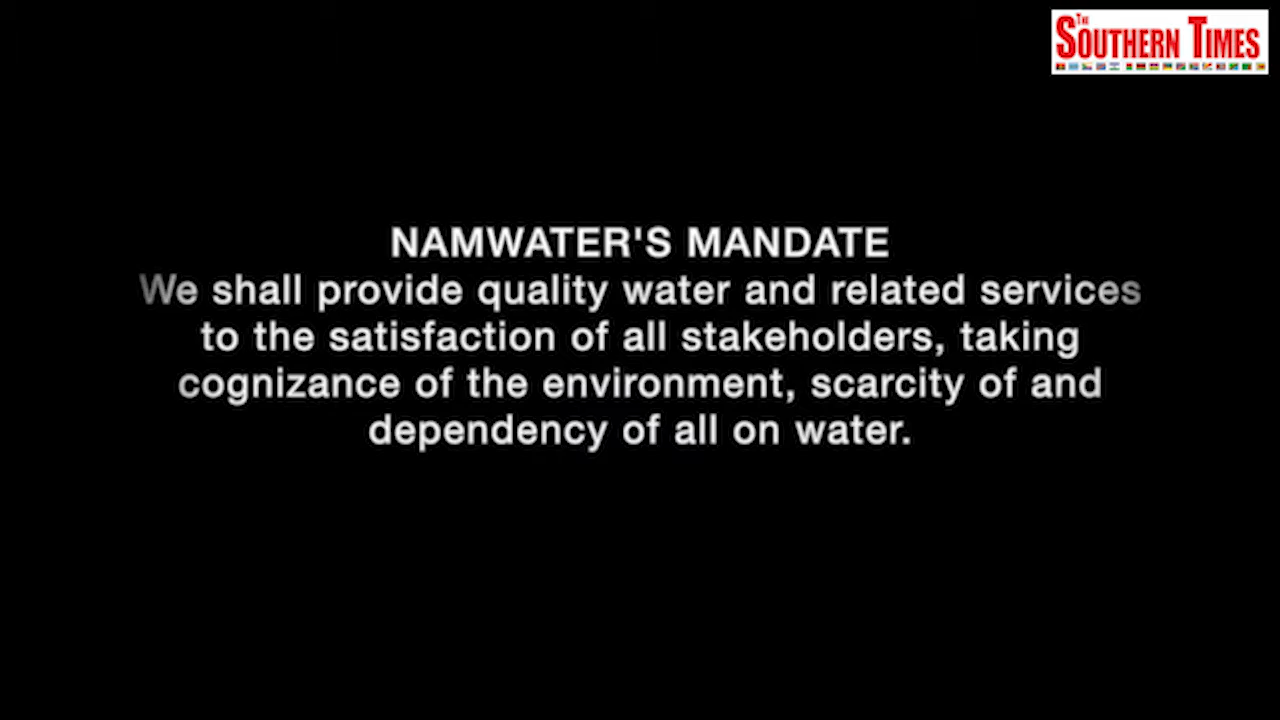 THE SOUTHERN TIMES
NAMWATER'S MANDATE
We shall provide quality water and related services
to the satisfaction of all stakeholders, taking
cognizance of the environment, scarcity of and
dependency of all on water.